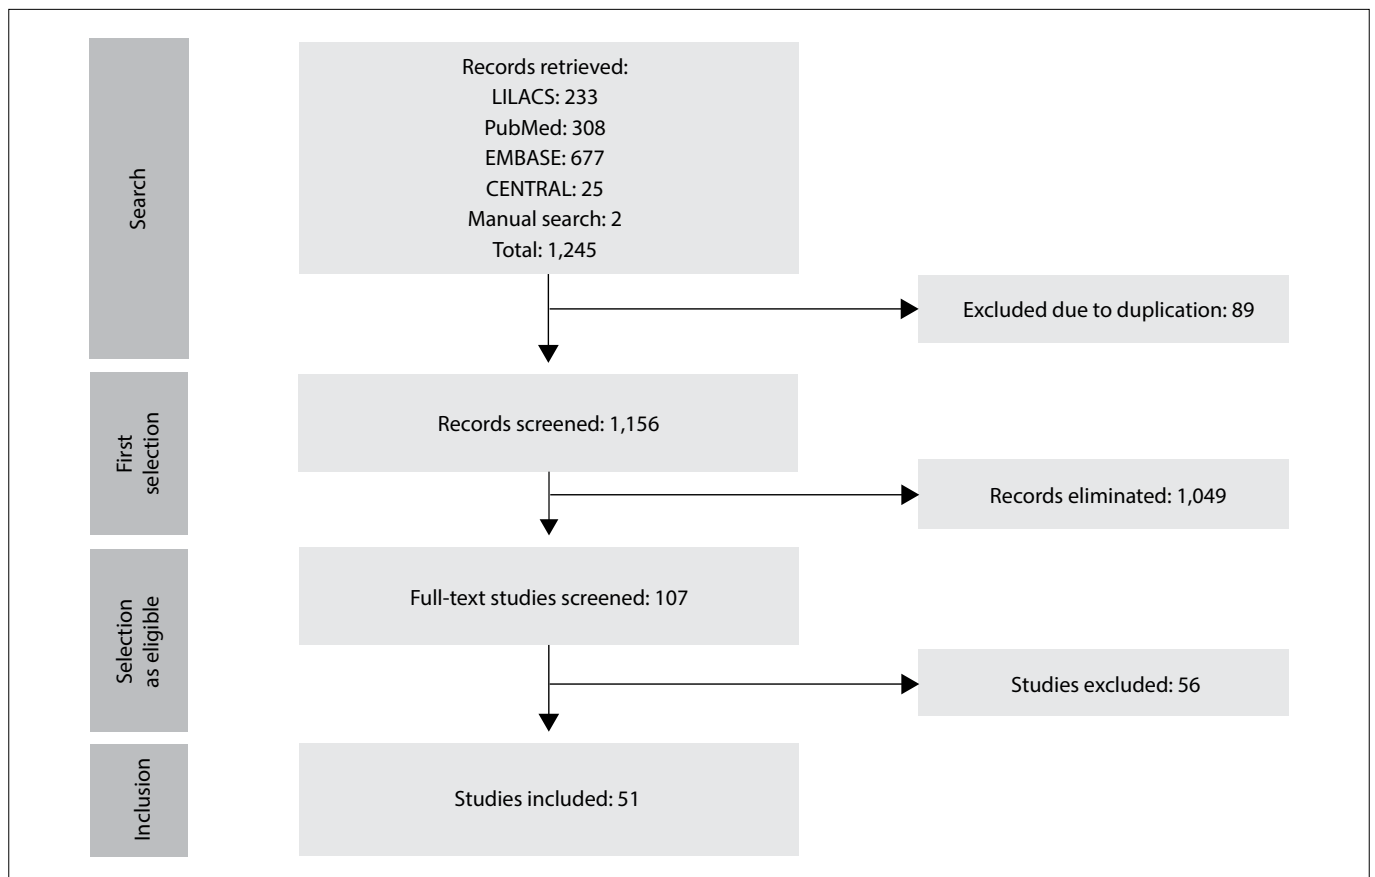 Search
Records retrieved:
LILACS: 233
PubMed: 308
EMBASE: 677
CENTRAL: 25
Manual search: 2
Total: 1,245
Excluded due to duplication: 89
First
selection
Records screened: 1,156
Records eliminated: 1,049
Selection
as eligible
Full-text studies screened: 107
Studies excluded: 56
Inclusion
Studies included: 51